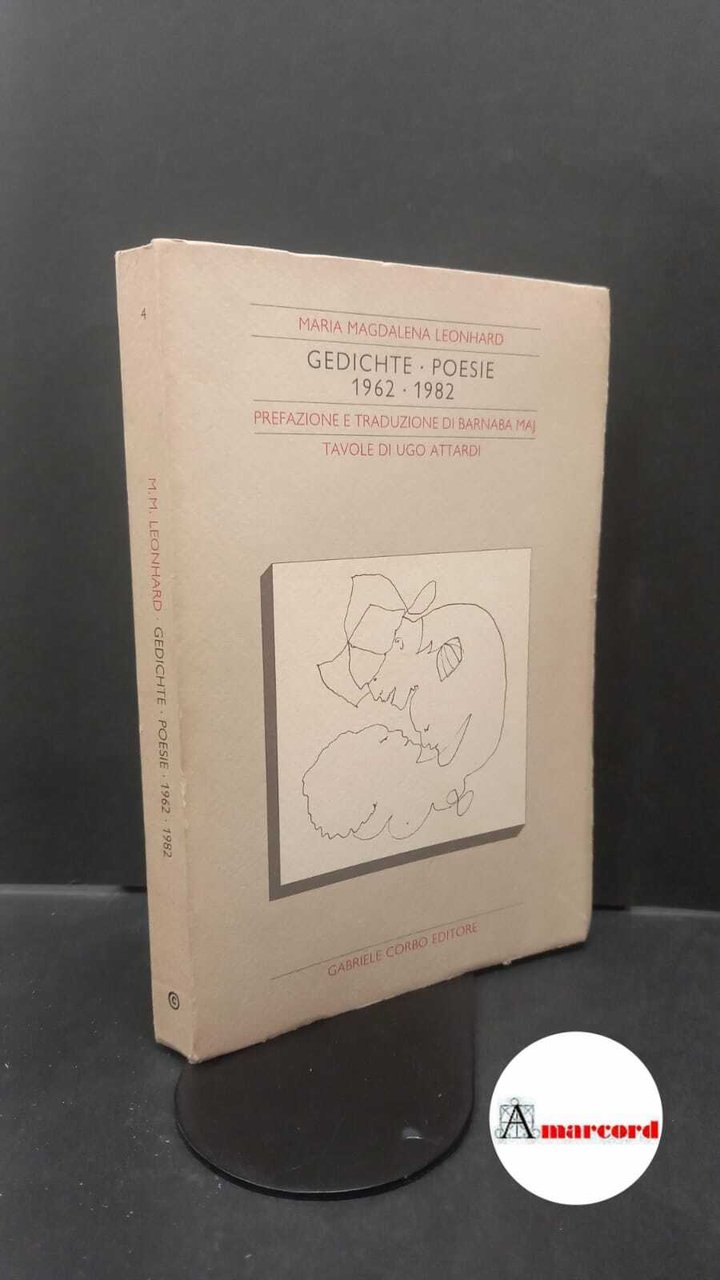 MARIA MAGDALENA LEONHARD
GEDICHTE · POESIE
1962 · 1982
PREFAZIONE E TRADUZIONE DI BARNABA MAJ
TAVOLE DI UGO ATTARDI
GABRIELE CORBO EDITORE
4
M.M. LEONHARD · GEDICHTE · POESIE · 1962 · 1982
Amarcord